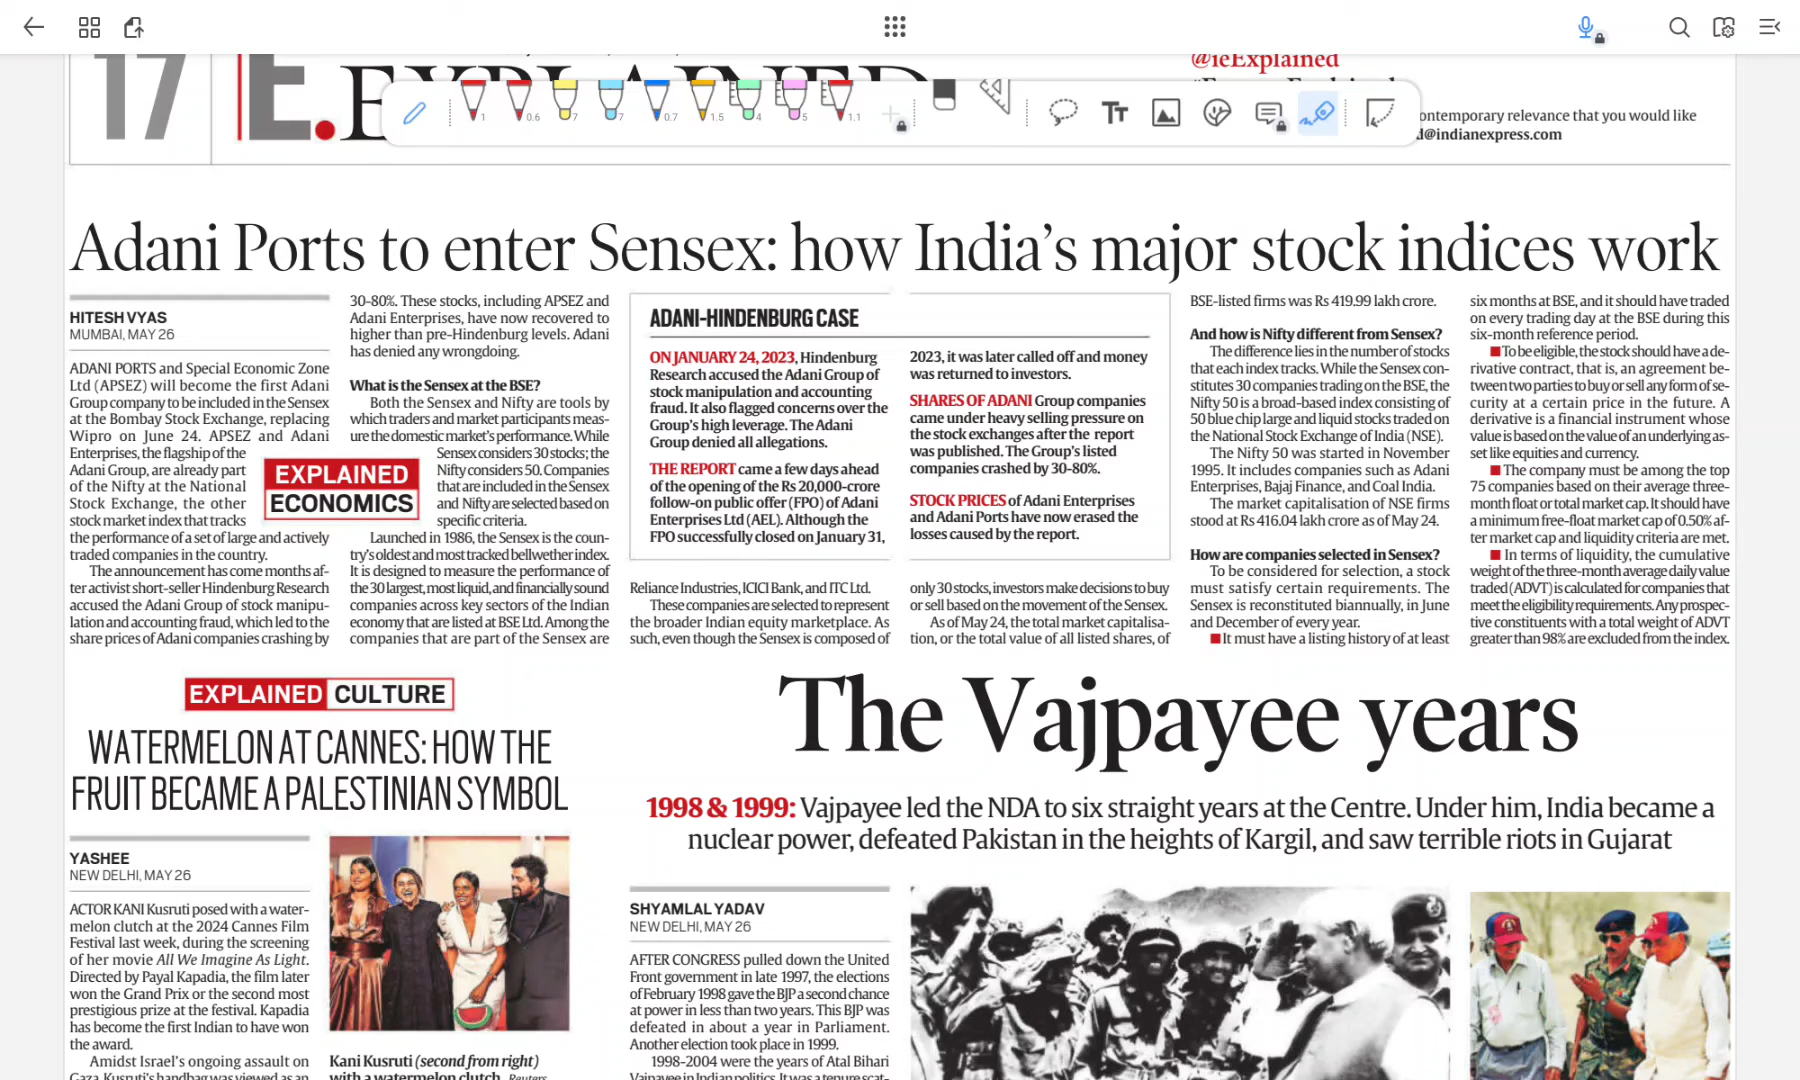 17
E.
EXPLAINED
@ieExplained
1
0.6
7
7
0.7
1.5
4
5
1.1
Tt
ontemporary relevance that you would like
d@indianexpress.com
Adani Ports to enter Sensex: how India's major stock indices work
HITESH VYAS
MUMBAI, MAY 26
ADANI PORTS and Special Economic Zone
Ltd (APSEZ) will become the first Adani
Group company to be included in the Sensex
at the Bombay Stock Exchange, replacing
Wipro on June 24. APSEZ and Adani
Enterprises, the flagship of the
Adani Group, are already part
of the Nifty at the National
Stock Exchange, the other
stock market index that tracks
the performance of a set of large and actively
traded companies in the country.
The announcement has come months af-
ter activist short-seller Hindenburg Research
accused the Adani Group of stock manipu-
lation and accounting fraud, which led to the
share prices of Adani companies crashing by
EXPLAINED
ECONOMICS
30-80%. These stocks, including APSEZ and
Adani Enterprises, have now recovered to
higher than pre-Hindenburg levels. Adani
has denied any wrongdoing.
What is the Sensex at the BSE?
Both the Sensex and Nifty are tools by
which traders and market participants meas-
ure the domestic market's performance. While
Sensex considers 30 stocks; the
Nifty considers 50. Companies
that are included in the Sensex
and Nifty are selected based on
specific criteria.
Launched in 1986, the Sensex is the coun-
try's oldest and most tracked bellwether index.
It is designed to measure the performance of
the 30 largest, most liquid, and financially sound
companies across key sectors of the Indian
economy that are listed at BSE Ltd. Among the
companies that are part of the Sensex are
ADANI-HINDENBURG CASE
ON JANUARY 24, 2023, Hindenburg
Research accused the Adani Group of
stock manipulation and accounting
fraud. It also flagged concerns over the
Group's high leverage. The Adani
Group denied all allegations.
THE REPORT came a few days ahead
of the opening of the Rs 20,000-crore
follow-on public offer (FPO) of Adani
Enterprises Ltd (AEL). Although the
FPO successfully closed on January 31,
2023, it was later called off and money
was returned to investors.
SHARES OF ADANI Group companies
came under heavy selling pressure on
the stock exchanges after the report
was published. The Group's listed
companies crashed by 30-80%.
STOCK PRICES of Adani Enterprises
and Adani Ports have now erased the
losses caused by the report.
Reliance Industries, ICICI Bank, and ITC Ltd.
These companies are selected to represent
the broader Indian equity marketplace. As
such, even though the Sensex is composed of
only 30 stocks, investors make decisions to buy
or sell based on the movement of the Sensex.
As of May 24, the total market capitalisa-
tion, or the total value of all listed shares, of
BSE-listed firms was Rs 419.99 lakh crore.
And how is Nifty different from Sensex?
The difference lies in the number of stocks
that each index tracks. While the Sensex con-
stitutes 30 companies trading on the BSE, the
Nifty 50 is a broad-based index consisting of
50 blue chip large and liquid stocks traded on
the National Stock Exchange of India (NSE).
The Nifty 50 was started in November
1995. It includes companies such as Adani
Enterprises, Bajaj Finance, and Coal India.
The market capitalisation of NSE firms
stood at Rs 416.04 lakh crore as of May 24.
How are companies selected in Sensex?
To be considered for selection, a stock
must satisfy certain requirements. The
Sensex is reconstituted biannually, in June
and December of every year.
■ It must have a listing history of at least
six months at BSE, and it should have traded
on every trading day at the BSE during this
six-month reference period.
■ To be eligible, the stock should have a de-
rivative contract, that is, an agreement be-
tween two parties to buy or sell any form of se-
curity at a certain price in the future. A
derivative is a financial instrument whose
value is based on the value of an underlying as-
set like equities and currency.
■ The company must be among the top
75 companies based on their average three-
month float or total market cap. It should have
a minimum free-float market cap of 0.50% af-
ter market cap and liquidity criteria are met.
■ In terms of liquidity, the cumulative
weight of the three-month average daily value
traded (ADVT) is calculated for companies that
meet the eligibility requirements. Any prospec-
tive constituents with a total weight of ADVT
greater than 98% are excluded from the index.
EXPLAINED CULTURE
WATERMELON AT CANNES: HOW THE
FRUIT BECAME A PALESTINIAN SYMBOL
YASHEE
NEW DELHI, MAY 26
ACTOR KANI Kusruti posed with a water-
melon clutch at the 2024 Cannes Film
Festival last week, during the screening
of her movie All We Imagine As Light.
Directed by Payal Kapadia, the film later
won the Grand Prix or the second most
prestigious prize at the festival. Kapadia
has become the first Indian to have won
the award.
Amidst Israel's ongoing assault on
Gaza, Kusruti's handbag was viewed as an
Kani Kusruti (second from right)
with a watermelon clutch. Reuters
The Vajpayee years
1998 & 1999: Vajpayee led the NDA to six straight years at the Centre. Under him, India became a
nuclear power, defeated Pakistan in the heights of Kargil, and saw terrible riots in Gujarat
SHYAMLAL YADAV
NEW DELHI, MAY 26
AFTER CONGRESS pulled down the United
Front government in late 1997, the elections
of February 1998 gave the BJP a second chance
at power in less than two years. This BJP was
defeated in about a year in Parliament.
Another election took place in 1999.
1998-2004 were the years of Atal Bihari
Vajpayee in Indian politics. It was a tenure scat-